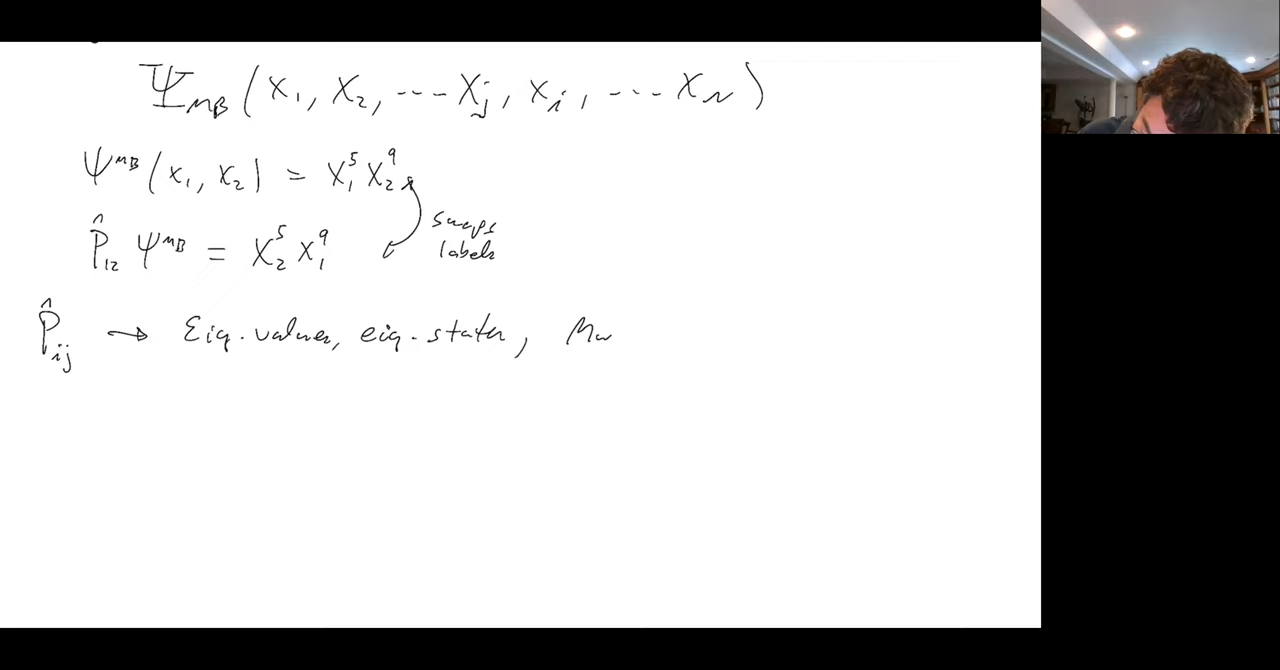 Ψ_MB (x₁, x₂, ... x_j, x_i, ... x_N)
Ψ^MB (x₁, x₂) = x₁⁵ x₂⁹
swaps
P̂₁₂ Ψ^MB = x₂⁵ x₁⁹
labels
P̂_ij → Eig. values, eig. states, Ma